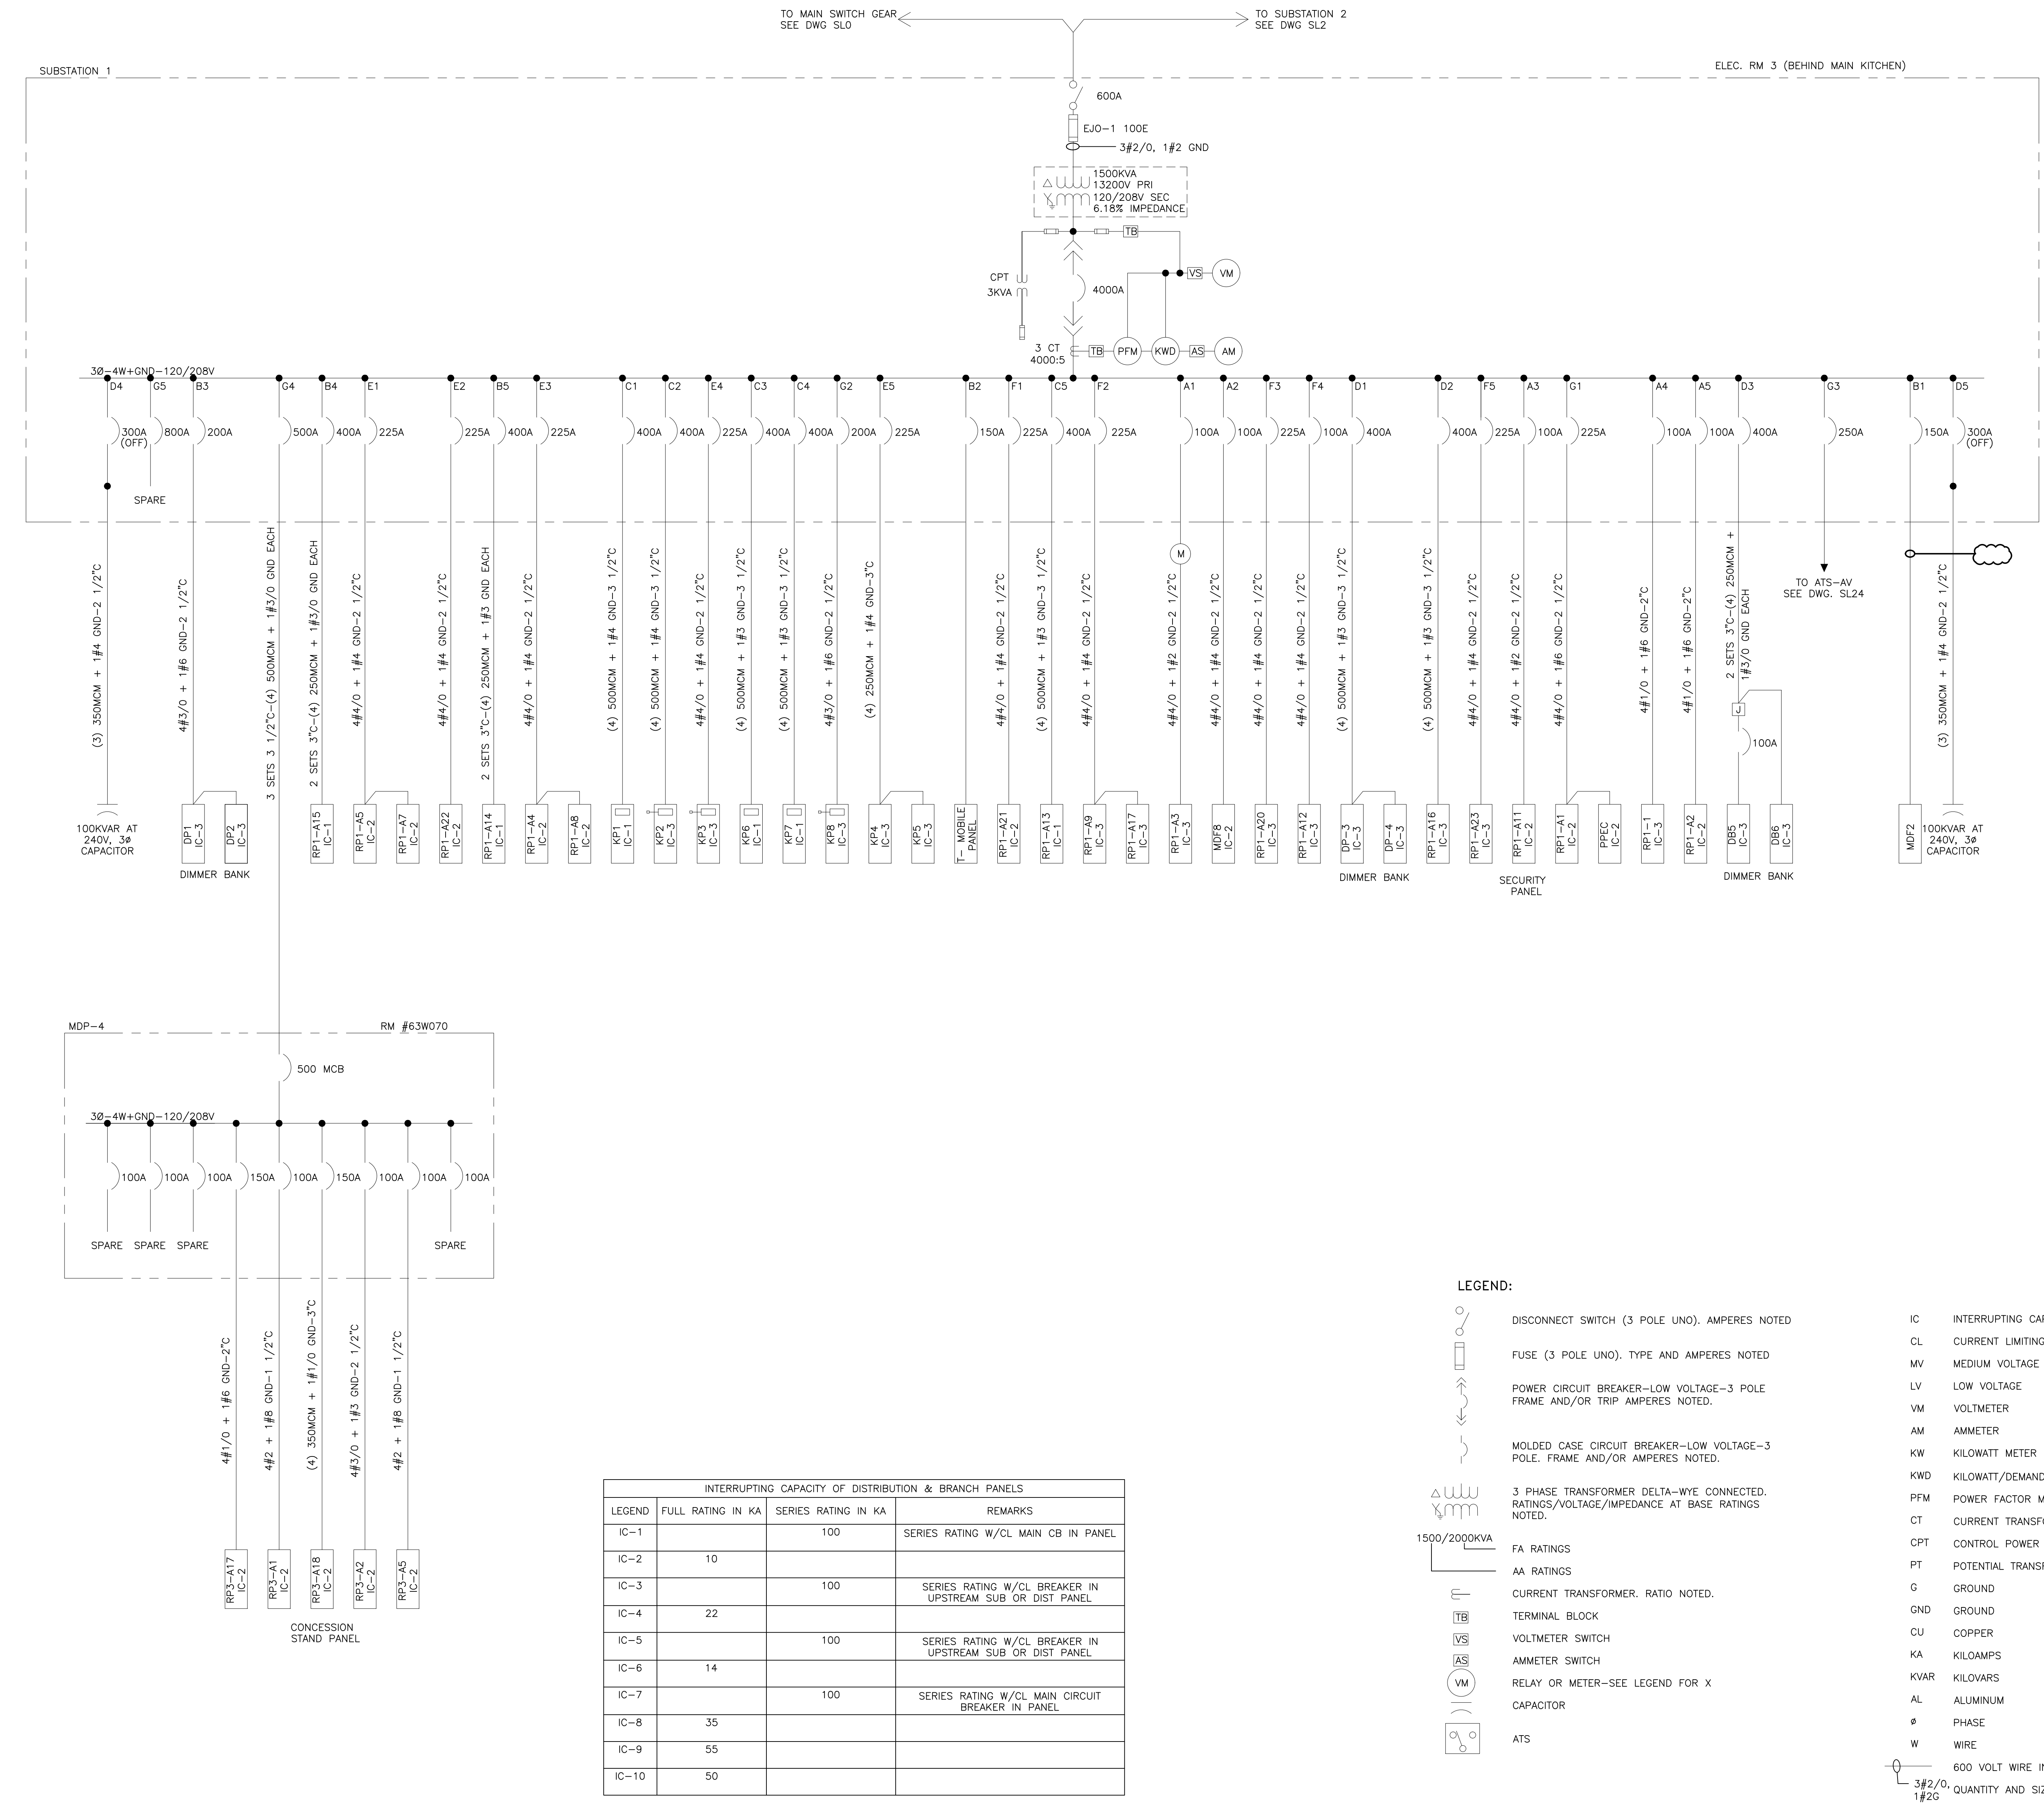 TO MAIN SWITCH GEAR
SEE DWG SL0
TO SUBSTATION 2
SEE DWG SL2
SUBSTATION 1
ELEC. RM 3 (BEHIND MAIN KITCHEN)
600A
EJO-1 100E
3#2/0, 1#2 GND
1500KVA
13200V PRI
120/208V SEC
6.18% IMPEDANCE
TB
CPT
3KVA
VS
VM
4000A
3 CT
4000:5
TB
PFM
KWD
AS
AM
3Ø-4W+GND-120/208V
D4
G5
B3
G4
B4
E1
E2
B5
E3
C1
C2
E4
C3
C4
G2
E5
B2
F1
C5
F2
A1
A2
F3
F4
D1
D2
F5
A3
G1
A4
A5
D3
G3
B1
D5
300A
(OFF)
800A
200A
500A
400A
225A
225A
400A
225A
400A
400A
225A
400A
400A
200A
225A
150A
225A
400A
225A
100A
100A
225A
100A
400A
400A
225A
100A
225A
100A
100A
400A
250A
150A
300A
(OFF)
SPARE
(3) 350MCM + 1#4 GND-2 1/2"C
4#3/0 + 1#6 GND-2 1/2"C
3 SETS 3 1/2"C-(4) 500MCM + 1#3/0 GND EACH
2 SETS 3"C-(4) 250MCM + 1#3/0 GND EACH
4#4/0 + 1#4 GND-2 1/2"C
4#4/0 + 1#4 GND-2 1/2"C
2 SETS 3"C-(4) 250MCM + 1#3 GND EACH
4#4/0 + 1#4 GND-2 1/2"C
(4) 500MCM + 1#4 GND-3 1/2"C
(4) 500MCM + 1#4 GND-3 1/2"C
4#4/0 + 1#4 GND-2 1/2"C
(4) 500MCM + 1#3 GND-3 1/2"C
(4) 500MCM + 1#3 GND-3 1/2"C
4#3/0 + 1#6 GND-2 1/2"C
(4) 250MCM + 1#4 GND-3"C
4#4/0 + 1#4 GND-2 1/2"C
(4) 500MCM + 1#3 GND-3 1/2"C
4#4/0 + 1#4 GND-2 1/2"C
M
4#4/0 + 1#2 GND-2 1/2"C
4#4/0 + 1#4 GND-2 1/2"C
4#4/0 + 1#4 GND-2 1/2"C
4#4/0 + 1#4 GND-2 1/2"C
(4) 500MCM + 1#3 GND-3 1/2"C
(4) 500MCM + 1#3 GND-3 1/2"C
4#4/0 + 1#4 GND-2 1/2"C
4#4/0 + 1#2 GND-2 1/2"C
4#4/0 + 1#6 GND-2 1/2"C
4#1/0 + 1#6 GND-2"C
4#1/0 + 1#6 GND-2"C
2 SETS 3"C-(4) 250MCM +
1#3/0 GND EACH
TO ATS-AV
SEE DWG. SL24
(3) 350MCM + 1#4 GND-2 1/2"C
J
100A
100KVAR AT
240V, 3ø
CAPACITOR
DP1
IC-3
DP2
IC-3
DIMMER BANK
RP1-A15
IC-1
RP1-A5
IC-2
RP1-A7
IC-2
RP1-A22
IC-2
RP1-A14
IC-1
RP1-A4
IC-2
RP1-A8
IC-2
KP1
IC-1
KP2
IC-3
KP3
IC-3
KP6
IC-1
KP7
IC-1
KP8
IC-3
KP4
IC-3
KP5
IC-3
T- MOBILE
PANEL
RP1-A21
IC-2
RP1-A13
IC-1
RP1-A9
IC-3
RP1-A17
IC-3
RP1-A3
IC-3
MDF8
IC-2
RP1-A20
IC-3
RP1-A12
IC-3
DP-3
IC-3
DP-4
IC-3
DIMMER BANK
RP1-A16
IC-3
RP1-A23
IC-3
RP1-A11
IC-2
SECURITY
PANEL
RP1-A1
IC-2
PPEC
IC-2
RP1-1
IC-3
RP1-A2
IC-2
DB5
IC-3
DB6
IC-3
DIMMER BANK
MDF2
100KVAR AT
240V, 3ø
CAPACITOR
MDP-4
RM #63W070
500 MCB
3Ø-4W+GND-120/208V
100A
100A
100A
150A
100A
150A
100A
100A
100A
SPARE
SPARE
SPARE
SPARE
4#1/0 + 1#6 GND-2"C
4#2 + 1#8 GND-1 1/2"C
(4) 350MCM + 1#1/0 GND-3"C
4#3/0 + 1#3 GND-2 1/2"C
4#2 + 1#8 GND-1 1/2"C
RP3-A17
IC-2
RP3-A1
IC-2
RP3-A18
IC-2
RP3-A2
IC-2
RP3-A5
IC-2
CONCESSION
STAND PANEL
INTERRUPTING CAPACITY OF DISTRIBUTION & BRANCH PANELS
LEGEND FULL RATING IN KA SERIES RATING IN KA REMARKS
IC-1 100 SERIES RATING W/CL MAIN CB IN PANEL
IC-2 10
IC-3 100 SERIES RATING W/CL BREAKER IN
UPSTREAM SUB OR DIST PANEL
IC-4 22
IC-5 100 SERIES RATING W/CL BREAKER IN
UPSTREAM SUB OR DIST PANEL
IC-6 14
IC-7 100 SERIES RATING W/CL MAIN CIRCUIT
BREAKER IN PANEL
IC-8 35
IC-9 55
IC-10 50
LEGEND:
DISCONNECT SWITCH (3 POLE UNO). AMPERES NOTED
FUSE (3 POLE UNO). TYPE AND AMPERES NOTED
POWER CIRCUIT BREAKER-LOW VOLTAGE-3 POLE
FRAME AND/OR TRIP AMPERES NOTED.
MOLDED CASE CIRCUIT BREAKER-LOW VOLTAGE-3
POLE. FRAME AND/OR AMPERES NOTED.
3 PHASE TRANSFORMER DELTA-WYE CONNECTED.
RATINGS/VOLTAGE/IMPEDANCE AT BASE RATINGS
NOTED.
1500/2000KVA
FA RATINGS
AA RATINGS
CURRENT TRANSFORMER. RATIO NOTED.
TB TERMINAL BLOCK
VS VOLTMETER SWITCH
AS AMMETER SWITCH
VM RELAY OR METER-SEE LEGEND FOR X
CAPACITOR
ATS
IC INTERRUPTING CA
CL CURRENT LIMITING
MV MEDIUM VOLTAGE
LV LOW VOLTAGE
VM VOLTMETER
AM AMMETER
KW KILOWATT METER
KWD KILOWATT/DEMAND
PFM POWER FACTOR M
CT CURRENT TRANSF
CPT CONTROL POWER
PT POTENTIAL TRANS
G GROUND
GND GROUND
CU COPPER
KA KILOAMPS
KVAR KILOVARS
AL ALUMINUM
ø PHASE
W WIRE
600 VOLT WIRE I
3#2/0, QUANTITY AND SI
1#2G